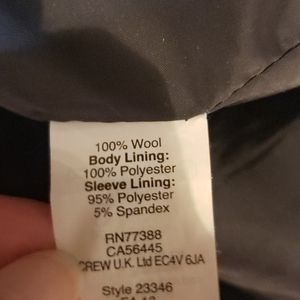 100% Wool
Body Lining:
100% Polyester
Sleeve Lining:
95% Polyester
5% Spandex
RN77388
CA56445
CREW U.K. Ltd EC4V 6JA
Style 23346